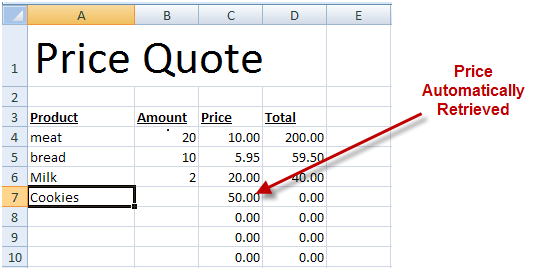 A B C D E
1 Price Quote
2
3 Product Amount Price Total
4 meat 20 10.00 200.00
5 bread 10 5.95 59.50
6 Milk 2 20.00 40.00
7 Cookies 50.00 0.00
8 0.00 0.00
9 0.00 0.00
10 0.00 0.00
Price
Automatically
Retrieved